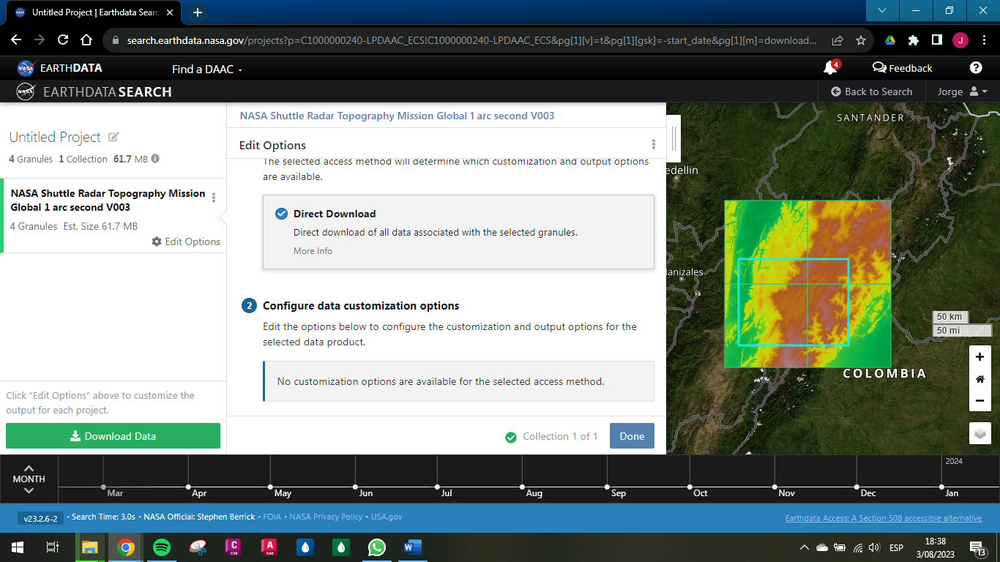 Untitled Project | Earthdata Searc
search.earthdata.nasa.gov/projects?p=C1000000240-LPDAAC_ECS!C1000000240-LPDAAC_ECS&pg[1][v]=t&pg[1][gsk]=-start_date&pg[1][m]=download...
J
NASA
EARTHDATA
Find a DAAC
4
Feedback
?
EARTHDATA SEARCH
Back to Search
Jorge
Untitled Project
4 Granules 1 Collection 61.7 MB
NASA Shuttle Radar Topography Mission
Global 1 arc second V003
4 Granules Est. Size 61.7 MB
Edit Options
Click “Edit Options” above to customize the
output for each project.
Download Data
NASA Shuttle Radar Topography Mission Global 1 arc second V003
Edit Options
The selected access method will determine which customization and output options
are available.
Direct Download
Direct download of all data associated with the selected granules.
More Info
2
Configure data customization options
Edit the options below to configure the customization and output options for the
selected data product.
No customization options are available for the selected access method.
Collection 1 of 1
Done
SANTANDER
edellin
lanizales
50 km
50 mi
COLOMBIA
MONTH
2024
Mar Apr May Jun Jul Aug Sep Oct Nov Dec Jan
v23.2.6-2 • Search Time: 3.0s • NASA Official: Stephen Berrick • FOIA • NASA Privacy Policy • USA.gov
Earthdata Access: A Section 508 accessible alternative
C
C3D
A
CAD
W
ESP
18:38
3/08/2023
13